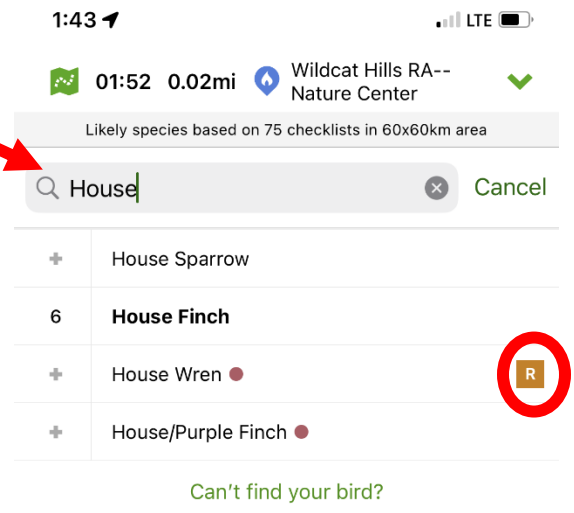 1:43 LTE
01:52 0.02mi Wildcat Hills RA--
Nature Center
Likely species based on 75 checklists in 60x60km area
House Cancel
+ House Sparrow
6 House Finch
+ House Wren R
+ House/Purple Finch
Can't find your bird?